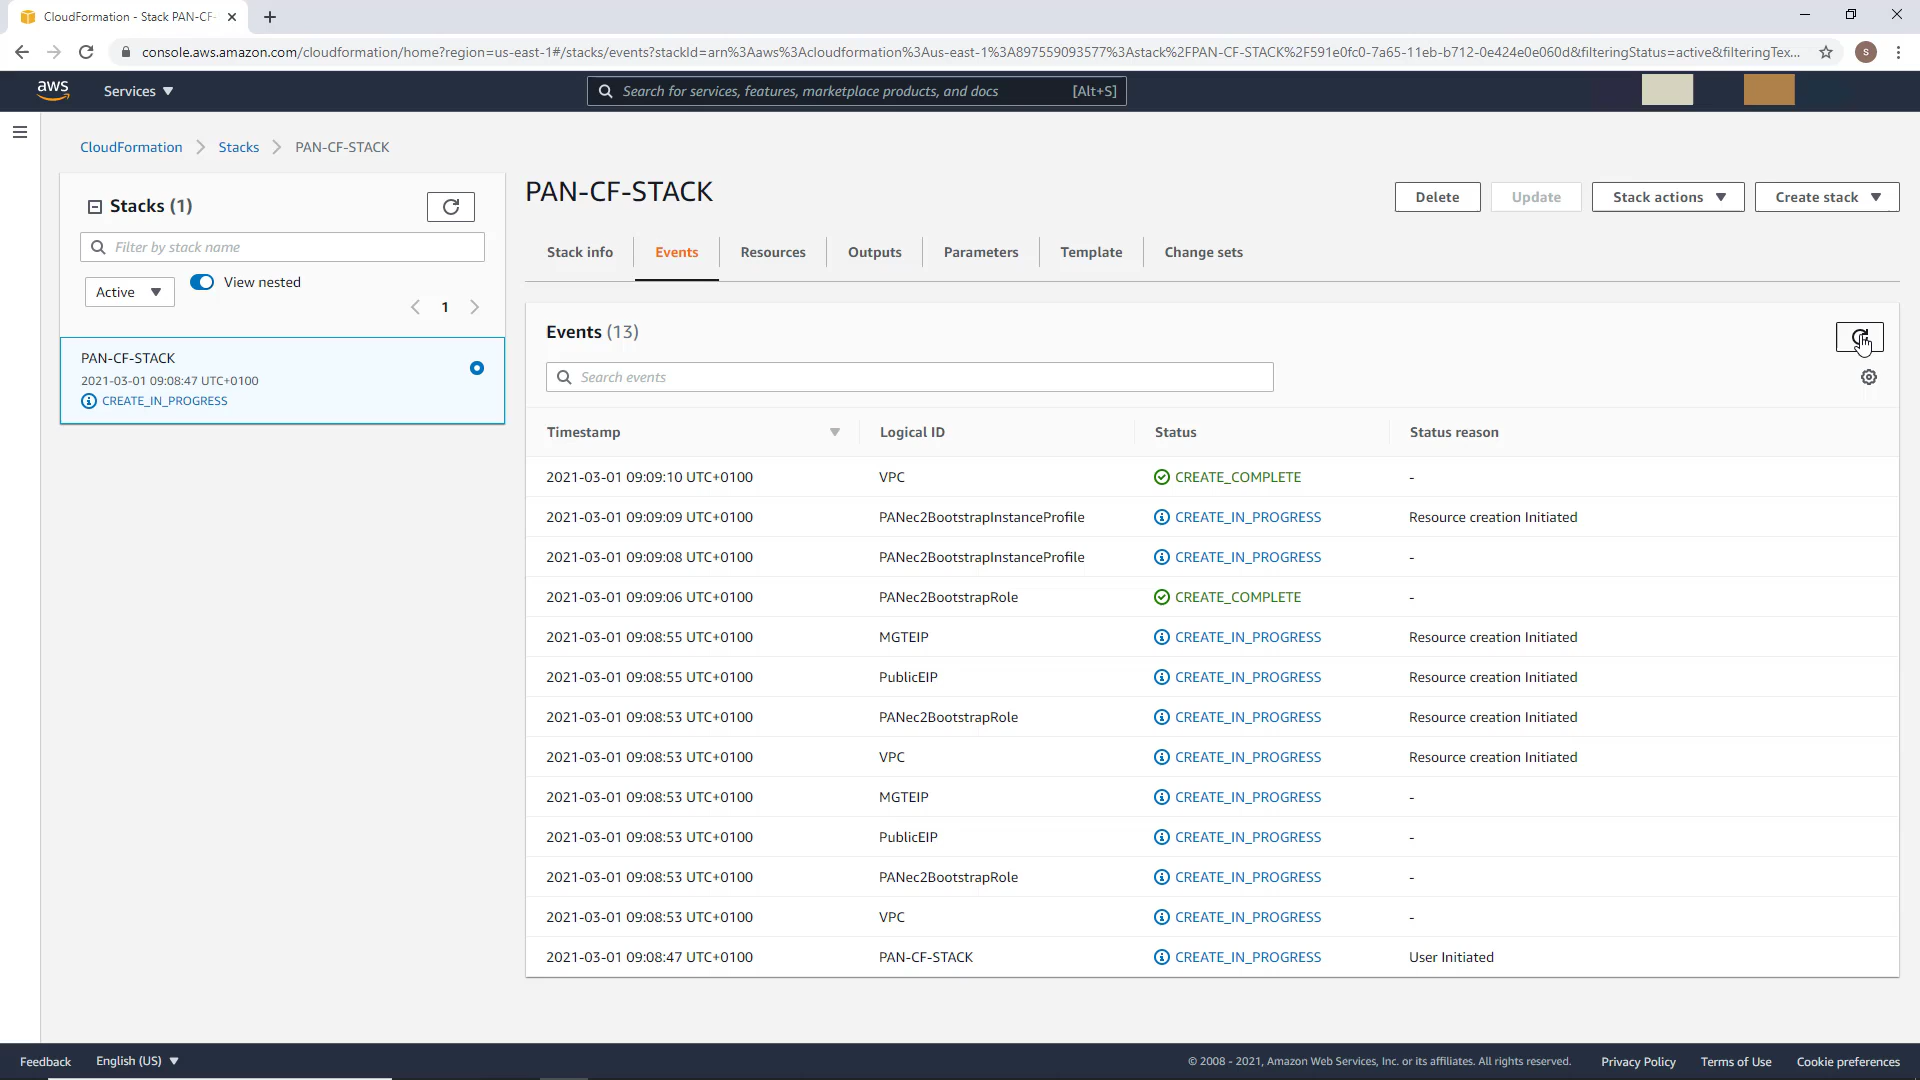 CloudFormation - Stack PAN-CF-
console.aws.amazon.com/cloudformation/home?region=us-east-1#/stacks/events?stackId=arn%3Aaws%3Acloudformation%3Aus-east-1%3A897559093577%3Astack%2FPAN-CF-STACK%2F591e0fc0-7a65-11eb-b712-0e424e0e060d&filteringStatus=active&filteringTex...
S
aws
Services
Search for services, features, marketplace products, and docs [Alt+S]
CloudFormation Stacks PAN-CF-STACK
Stacks (1)
Filter by stack name
Active
View nested
1
PAN-CF-STACK
2021-03-01 09:08:47 UTC+0100
CREATE_IN_PROGRESS
PAN-CF-STACK
Delete Update Stack actions Create stack
Stack info Events Resources Outputs Parameters Template Change sets
Events (13)
Search events
Timestamp Logical ID Status Status reason
2021-03-01 09:09:10 UTC+0100 VPC CREATE_COMPLETE -
2021-03-01 09:09:09 UTC+0100 PANec2BootstrapInstanceProfile CREATE_IN_PROGRESS Resource creation Initiated
2021-03-01 09:09:08 UTC+0100 PANec2BootstrapInstanceProfile CREATE_IN_PROGRESS -
2021-03-01 09:09:06 UTC+0100 PANec2BootstrapRole CREATE_COMPLETE -
2021-03-01 09:08:55 UTC+0100 MGTEIP CREATE_IN_PROGRESS Resource creation Initiated
2021-03-01 09:08:55 UTC+0100 PublicEIP CREATE_IN_PROGRESS Resource creation Initiated
2021-03-01 09:08:53 UTC+0100 PANec2BootstrapRole CREATE_IN_PROGRESS Resource creation Initiated
2021-03-01 09:08:53 UTC+0100 VPC CREATE_IN_PROGRESS Resource creation Initiated
2021-03-01 09:08:53 UTC+0100 MGTEIP CREATE_IN_PROGRESS -
2021-03-01 09:08:53 UTC+0100 PublicEIP CREATE_IN_PROGRESS -
2021-03-01 09:08:53 UTC+0100 PANec2BootstrapRole CREATE_IN_PROGRESS -
2021-03-01 09:08:53 UTC+0100 VPC CREATE_IN_PROGRESS -
2021-03-01 09:08:47 UTC+0100 PAN-CF-STACK CREATE_IN_PROGRESS User Initiated
Feedback English (US) © 2008 - 2021, Amazon Web Services, Inc. or its affiliates. All rights reserved. Privacy Policy Terms of Use Cookie preferences